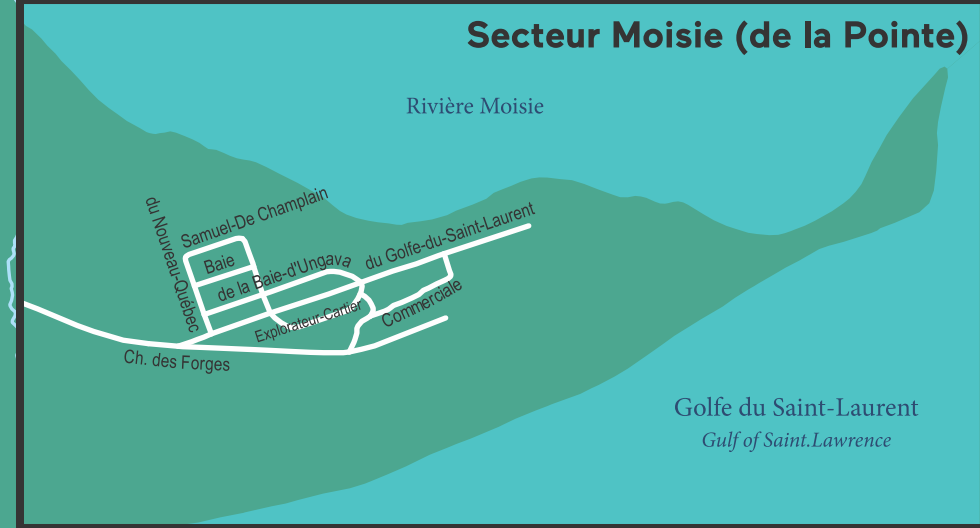 Secteur Moisie (de la Pointe)
Rivière Moisie
Samuel-De Champlain
du Nouveau-Québec
Baie
de la Baie-d'Ungava
du Golfe-du-Saint-Laurent
Explorateur-Cartier
Commerciale
Ch. des Forges
Golfe du Saint-Laurent
Gulf of Saint.Lawrence